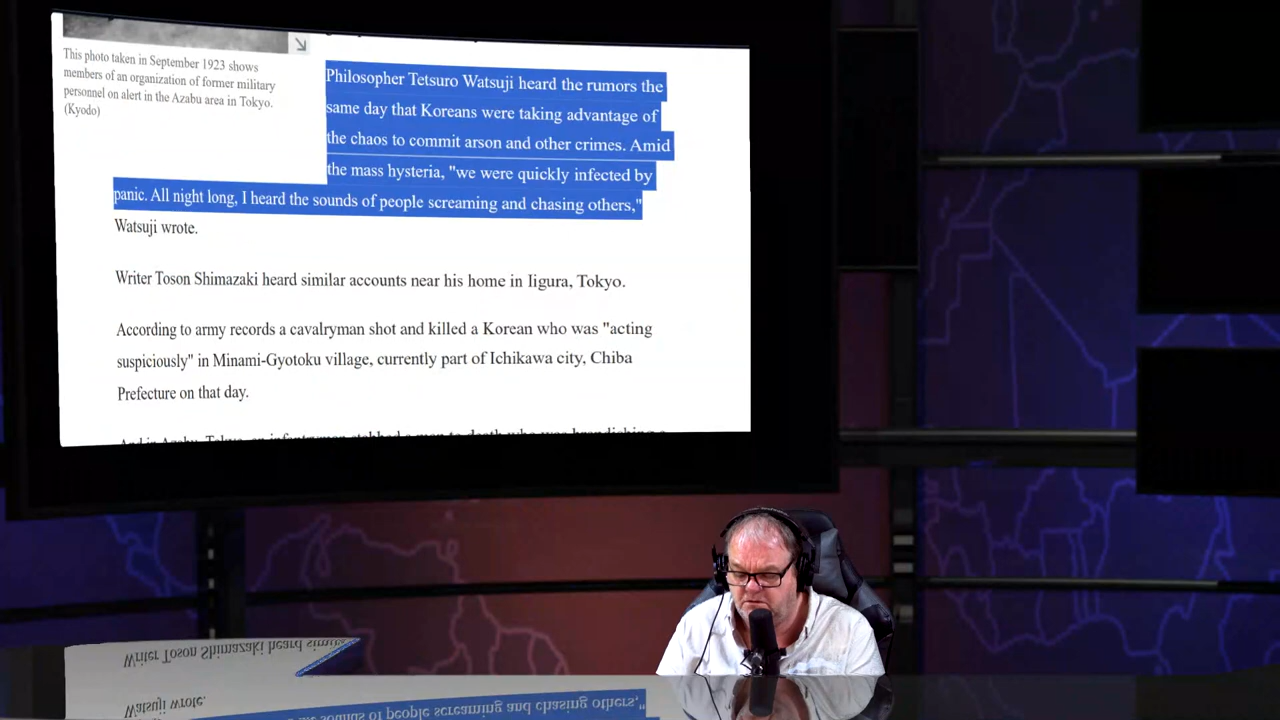 This photo taken in September 1923 shows
members of an organization of former military
personnel on alert in the Azabu area in Tokyo.
(Kyodo)
Philosopher Tetsuro Watsuji heard the rumors the
same day that Koreans were taking advantage of
the chaos to commit arson and other crimes. Amid
the mass hysteria, "we were quickly infected by
panic. All night long, I heard the sounds of people screaming and chasing others,"
Watsuji wrote.
Writer Toson Shimazaki heard similar accounts near his home in Iigura, Tokyo.
According to army records a cavalryman shot and killed a Korean who was "acting
suspiciously" in Minami-Gyotoku village, currently part of Ichikawa city, Chiba
Prefecture on that day.